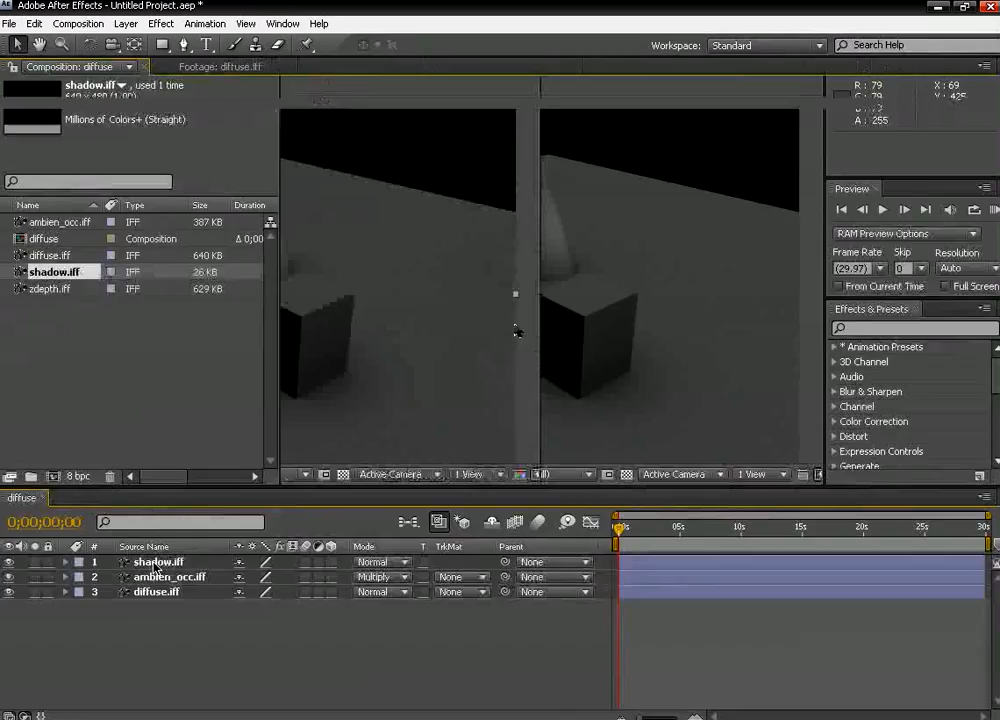 Adobe After Effects - Untitled Project.aep *
File Edit Composition Layer Effect Animation View Window Help
Workspace: Standard Search Help
Composition: diffuse Footage: diffuse.iff
shadow.iff , used 1 time
R: 79 X: 69
A: 255
Millions of Colors+ (Straight)
Preview
Name Type Size Duration
ambien_occ.iff IFF 387 KB
diffuse Composition Δ 0;00
diffuse.iff IFF 640 KB
shadow.iff IFF 26 KB
zdepth.iff IFF 629 KB
RAM Preview Options
Frame Rate Skip Resolution
(29.97) 0 Auto
From Current Time Full Screen
Effects & Presets
* Animation Presets
3D Channel
Audio
Blur & Sharpen
Channel
Color Correction
Distort
Expression Controls
Generate
8 bpc Active Camera 1 View Active Camera 1 View
diffuse
0;00;00;00
00s 05s 10s 15s 20s 25s 30s
# Source Name Mode T TrkMat Parent
1 shadow.iff Normal None
2 ambien_occ.iff Multiply None None
3 diffuse.iff Normal None None